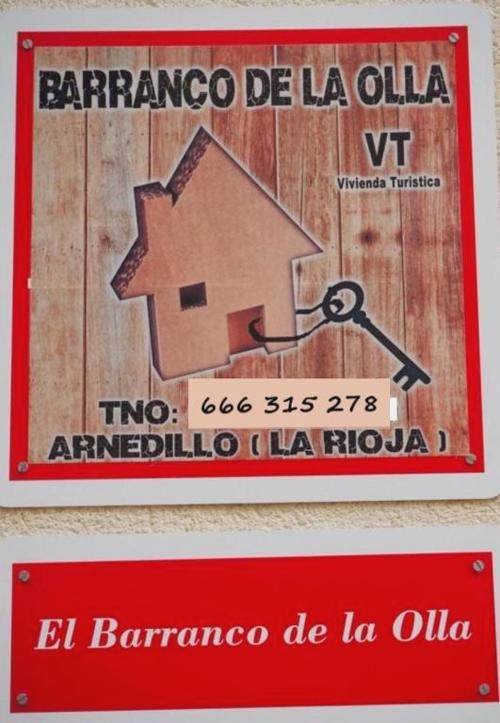 BARRANCO DE LA OLLA
VT
Vivienda Turistica
TNO: 666 315 278
ARNEDILLO ( LA RIOJA )
El Barranco de la Olla